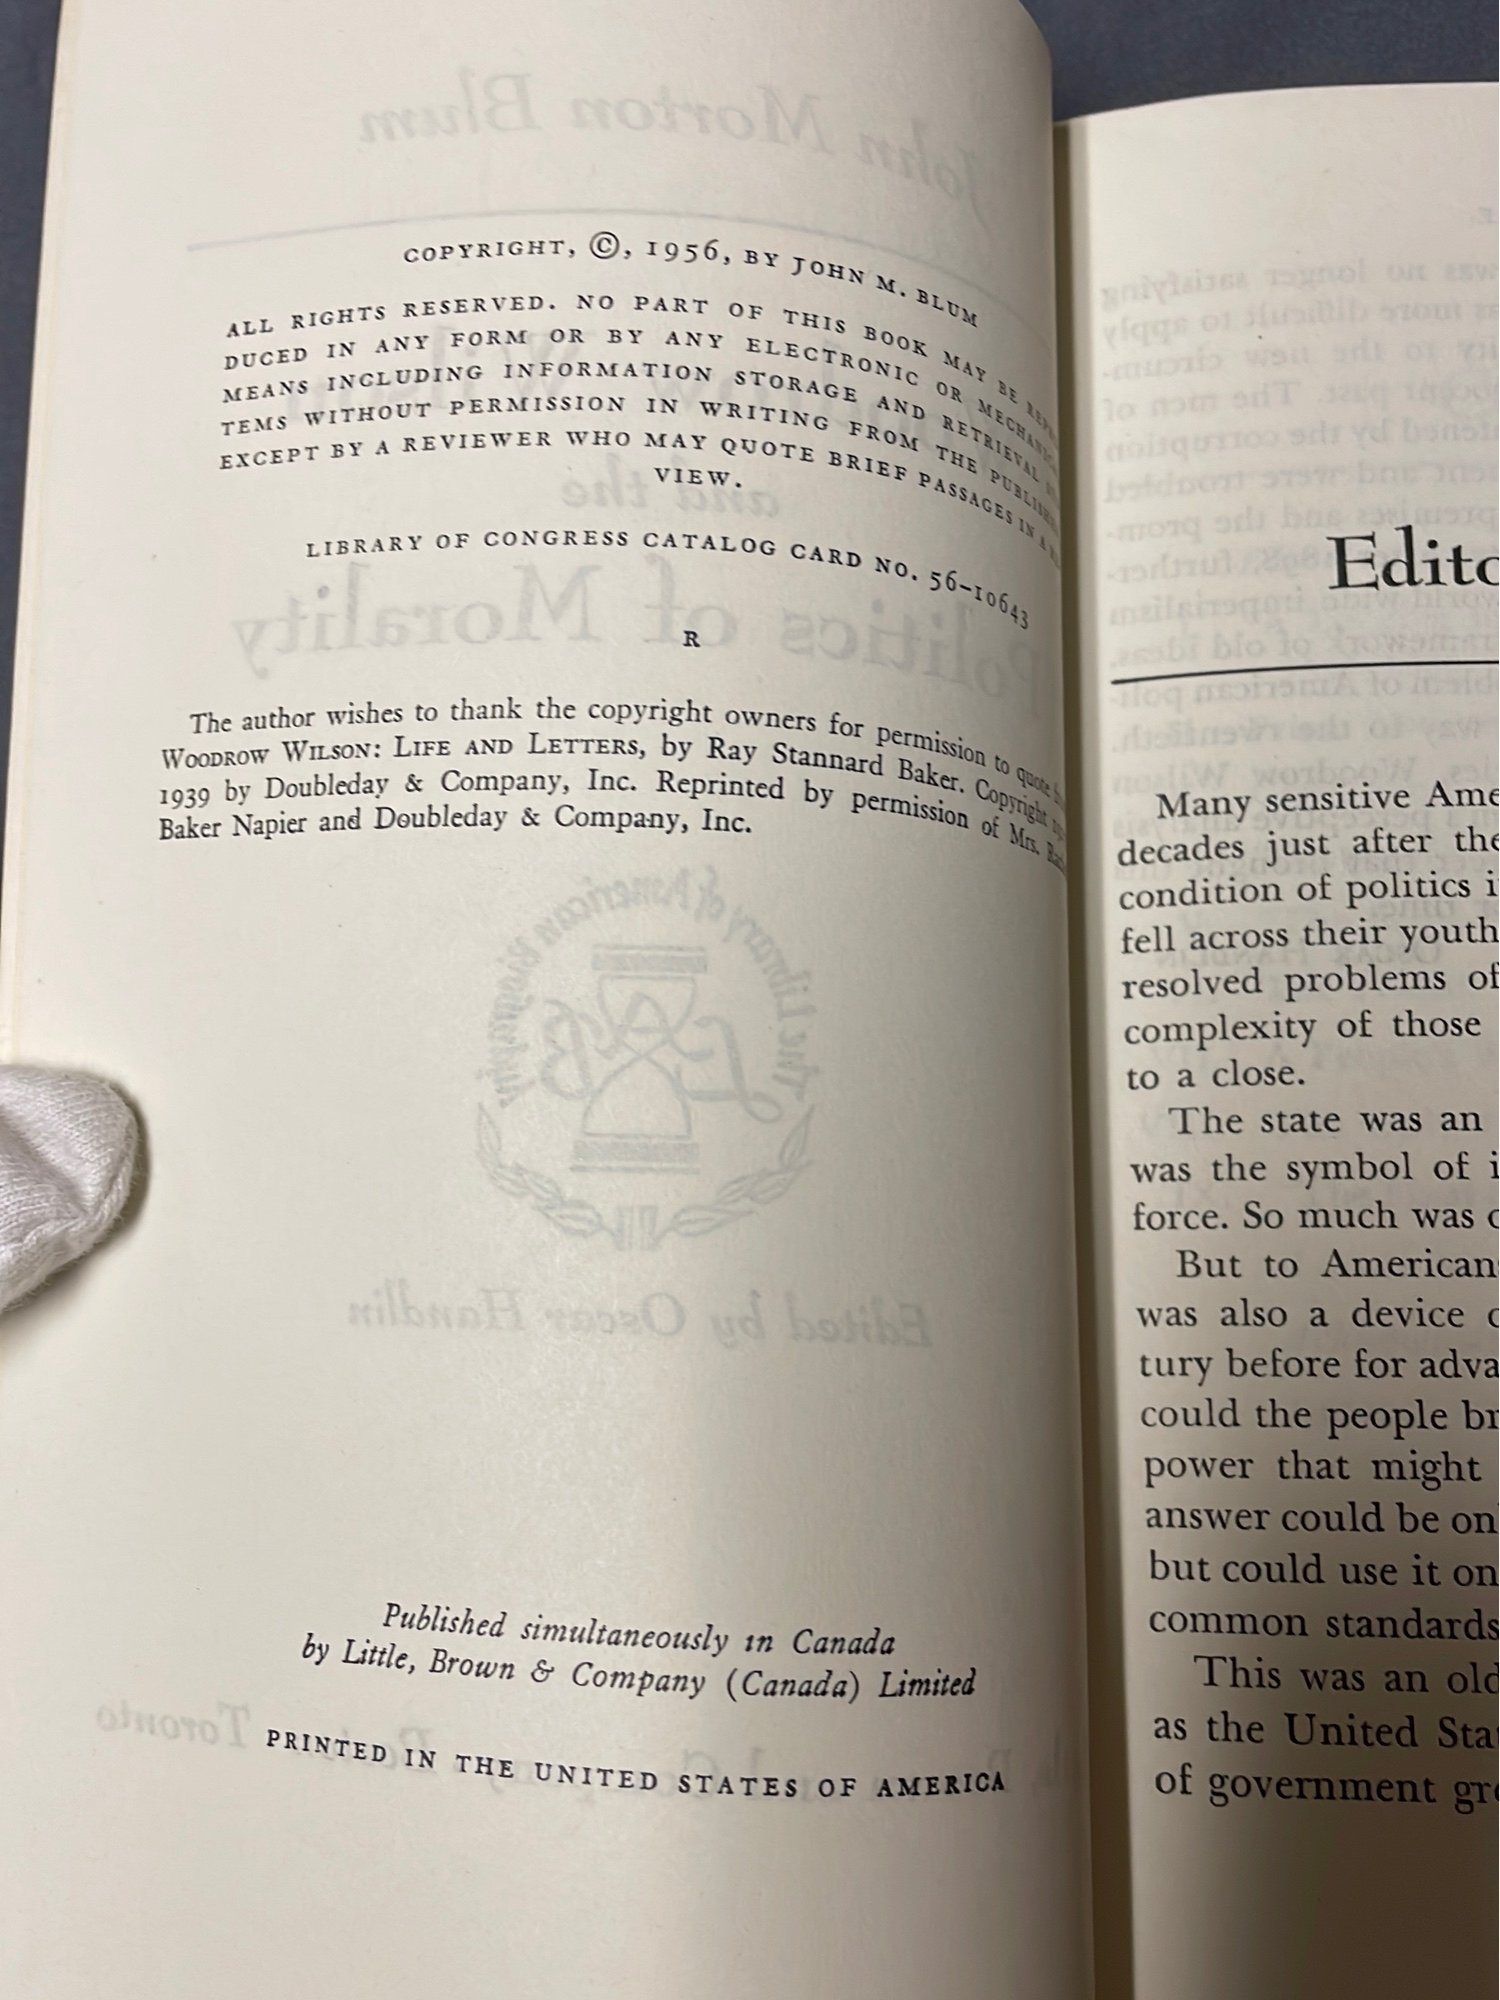 COPYRIGHT, ©, 1956, BY JOHN M. BLUM
ALL RIGHTS RESERVED. NO PART OF THIS BOOK MAY BE REPR
DUCED IN ANY FORM OR BY ANY ELECTRONIC OR MECHANICA
MEANS INCLUDING INFORMATION STORAGE AND RETRIEVAL
TEMS WITHOUT PERMISSION IN WRITING FROM THE PUBLISHE
EXCEPT BY A REVIEWER WHO MAY QUOTE BRIEF PASSAGES IN A
VIEW.
LIBRARY OF CONGRESS CATALOG CARD NO. 56-10643
R
The author wishes to thank the copyright owners for permission to quote
WOODROW WILSON: LIFE AND LETTERS, by Ray Stannard Baker. Copyright
1939 by Doubleday & Company, Inc. Reprinted by permission of Mrs.
Baker Napier and Doubleday & Company, Inc.
Published simultaneously in Canada
by Little, Brown & Company (Canada) Limited
PRINTED IN THE UNITED STATES OF AMERICA
Edito
Many sensitive Ame
decades just after the
condition of politics i
fell across their youth
resolved problems of
complexity of those
to a close.
The state was an
was the symbol of i
force. So much was c
But to Americans
was also a device c
tury before for adva
could the people br
power that might
answer could be on
but could use it on
common standards
This was an old
as the United Sta
of government gre